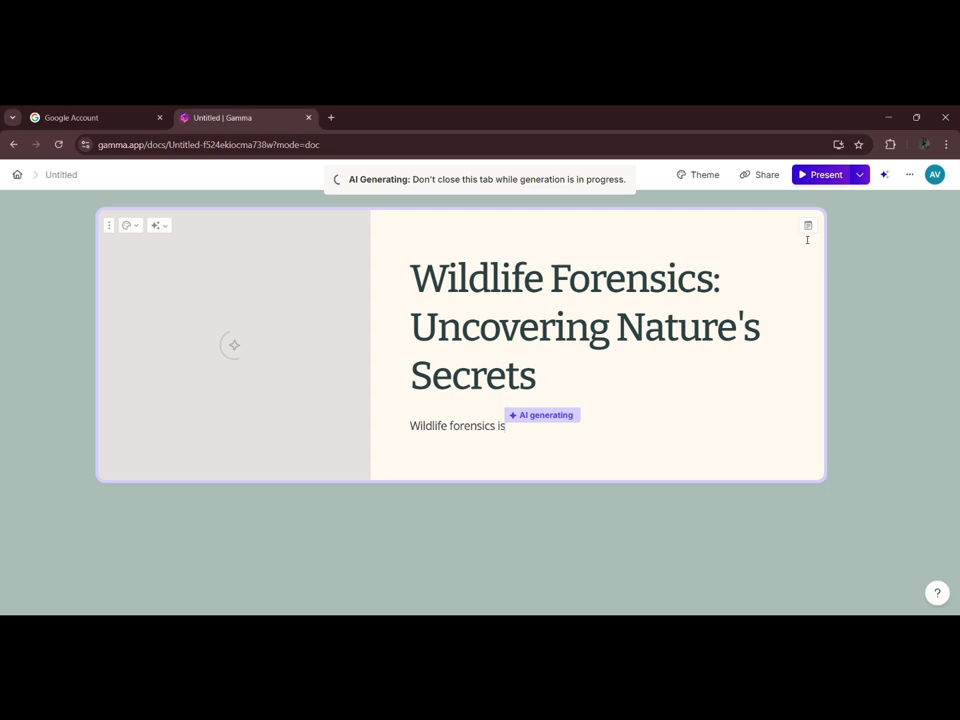 Google Account
Untitled | Gamma
gamma.app/docs/Untitled-f524ekiocma738w?mode=doc
Untitled
AI Generating: Don't close this tab while generation is in progress.
Theme
Share
Present
AV
Wildlife Forensics:
Uncovering Nature's
Secrets
AI generating
Wildlife forensics is
?